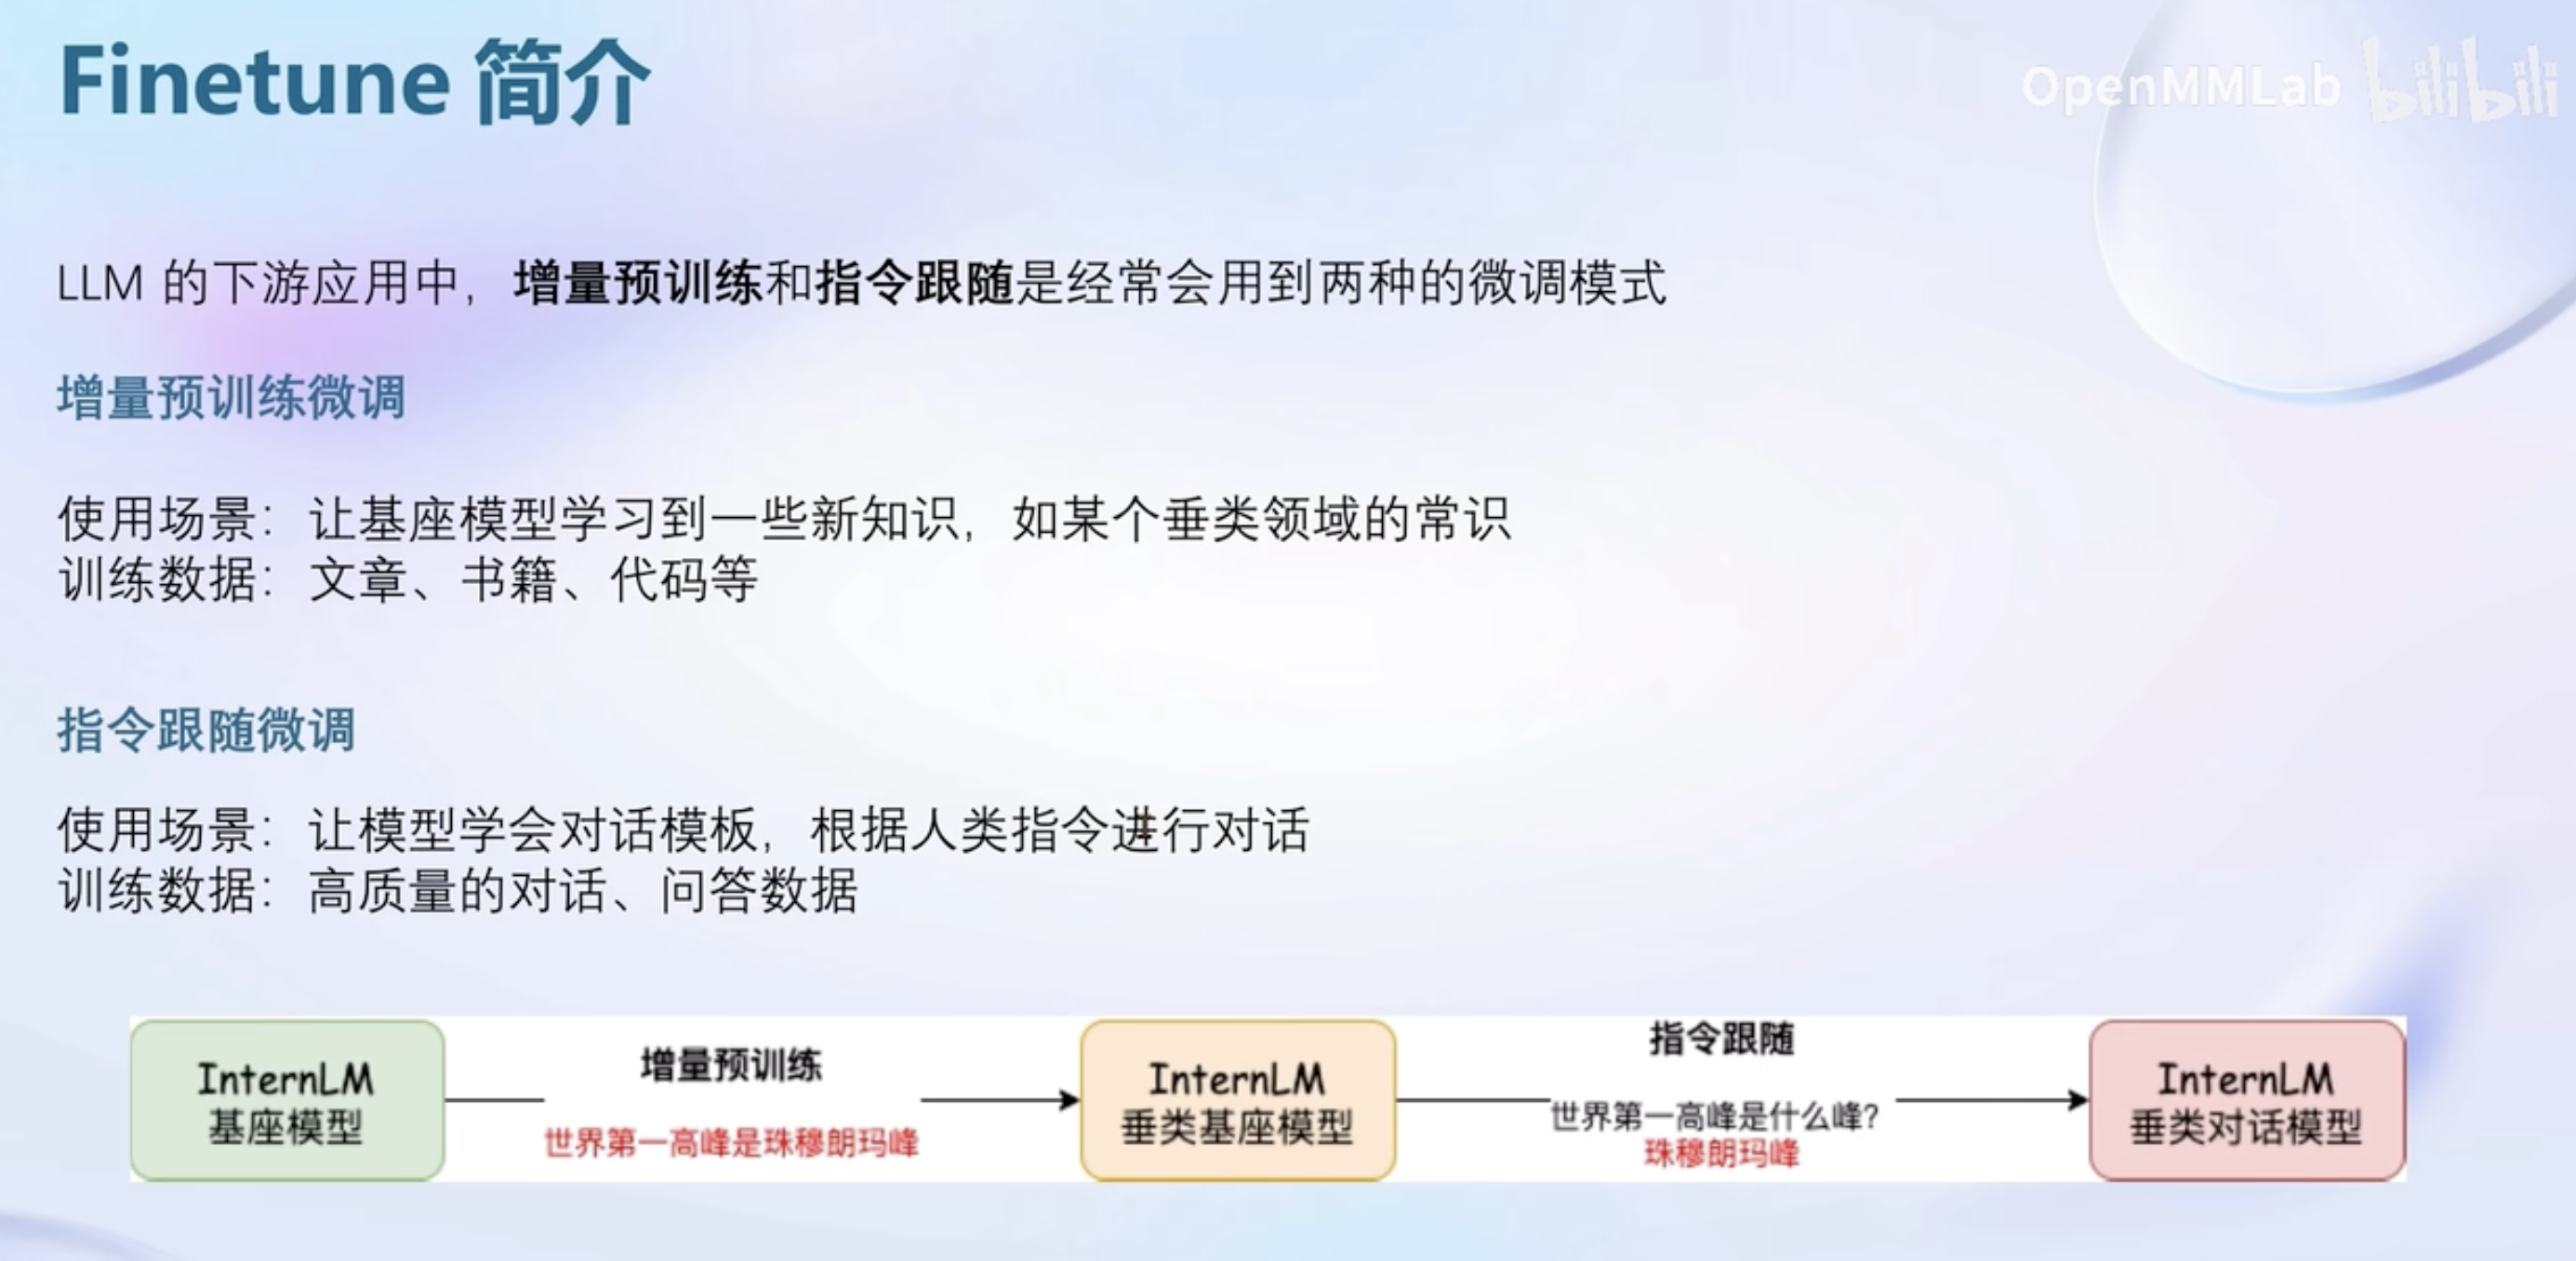 Finetune 简介
OpenMMLab bilibili
LLM 的下游应用中，增量预训练和指令跟随是经常会用到两种的微调模式
增量预训练微调
使用场景：让基座模型学习到一些新知识，如某个垂类领域的常识
训练数据：文章、书籍、代码等
指令跟随微调
使用场景：让模型学会对话模板，根据人类指令进行对话
训练数据：高质量的对话、问答数据
InternLM
基座模型
增量预训练
世界第一高峰是珠穆朗玛峰
InternLM
垂类基座模型
指令跟随
世界第一高峰是什么峰?
珠穆朗玛峰
InternLM
垂类对话模型